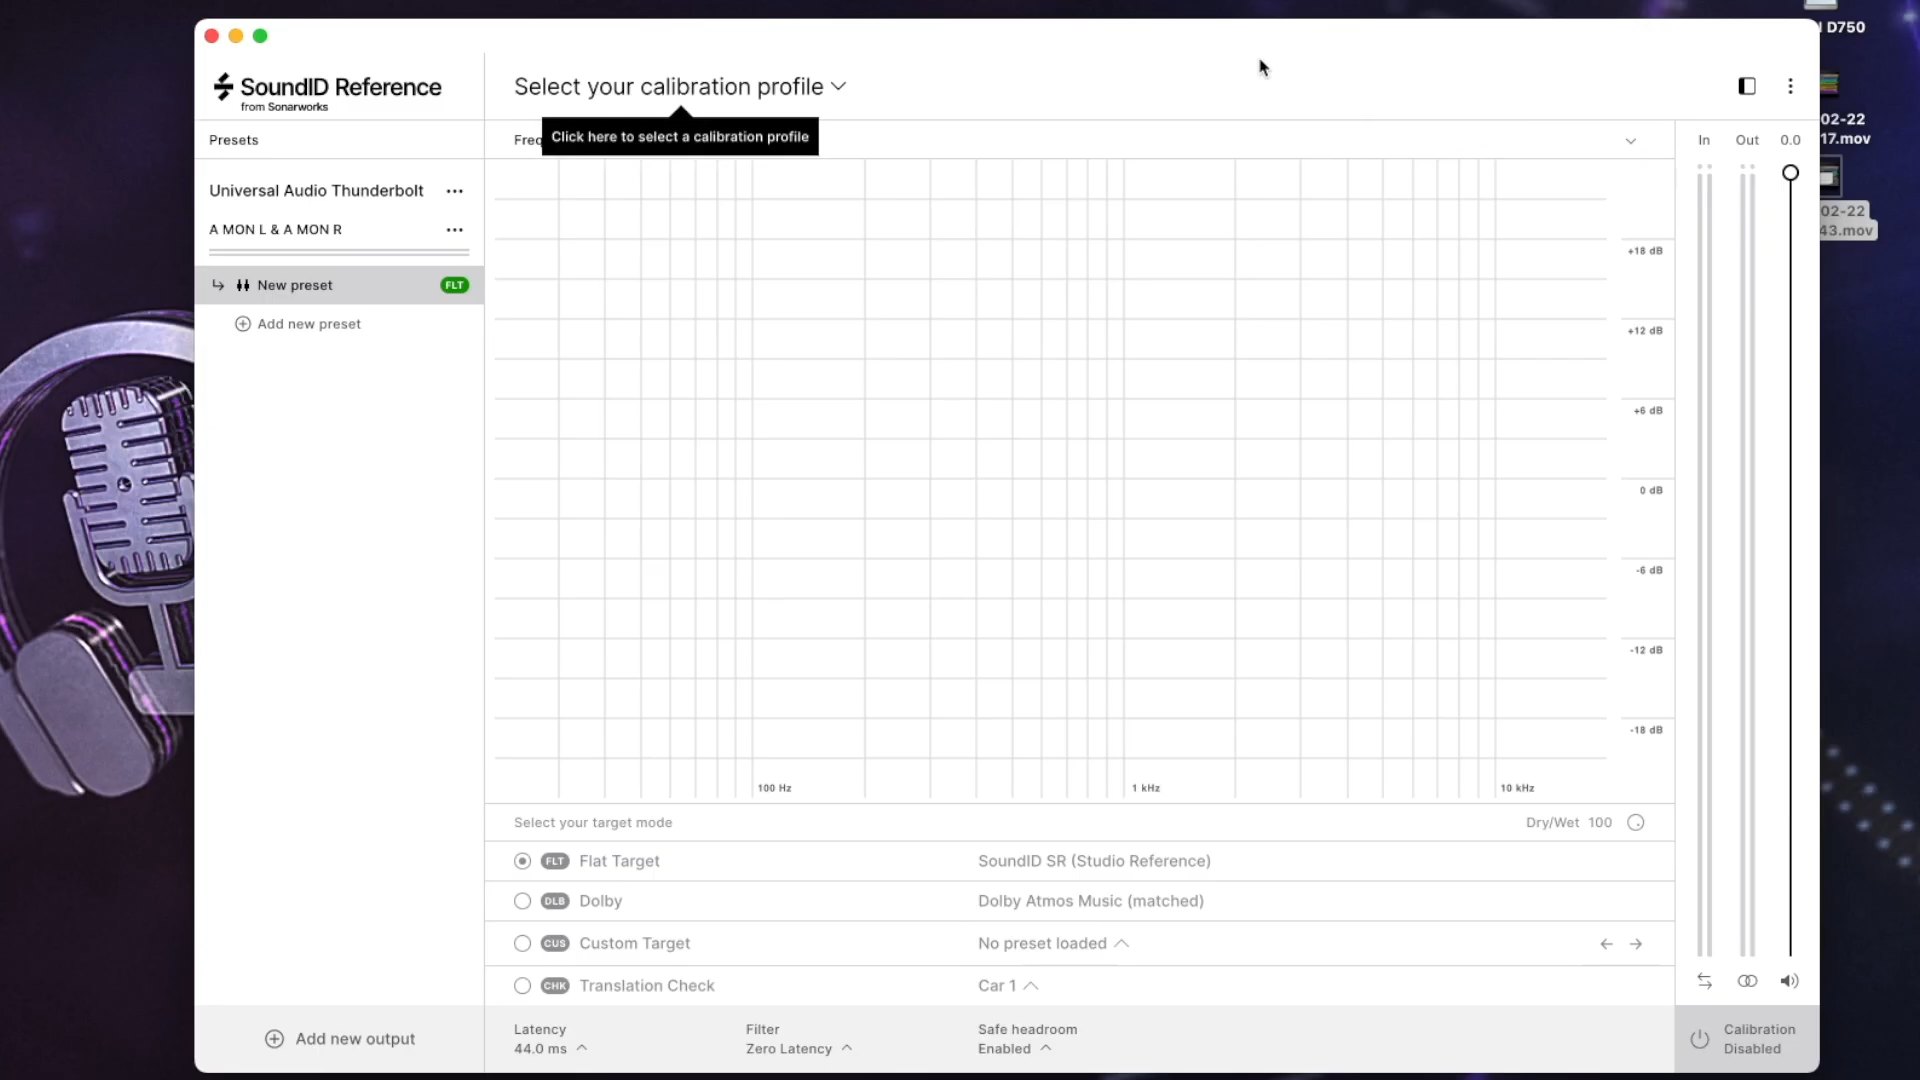 D750
SoundID Reference
from Sonarworks
Select your calibration profile
Click here to select a calibration profile
Presets
Freq
In Out 0.0
02-22
17.mov
Universal Audio Thunderbolt
A MON L & A MON R
02-22
43.mov
New preset FLT
Add new preset
+18 dB
+12 dB
+6 dB
0 dB
-6 dB
-12 dB
-18 dB
100 Hz 1 kHz 10 kHz
Select your target mode Dry/Wet 100
FLT Flat Target SoundID SR (Studio Reference)
DLB Dolby Dolby Atmos Music (matched)
CUS Custom Target No preset loaded
CHK Translation Check Car 1
Add new output
Latency
44.0 ms
Filter
Zero Latency
Safe headroom
Enabled
Calibration
Disabled